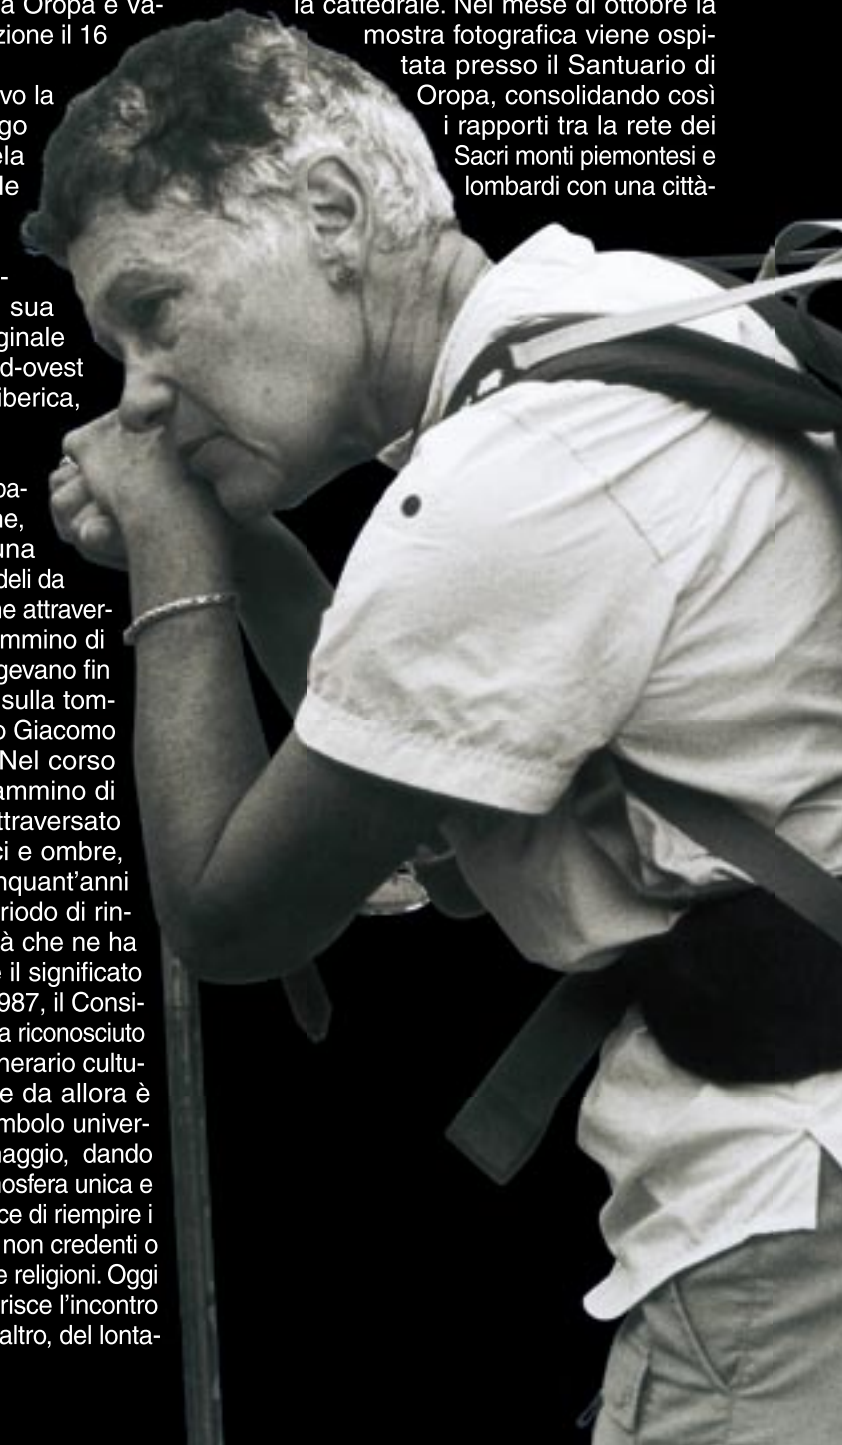 a Oropa e Va-
zione il 16
vo la
go
ela
le
-
sua
ginale
d-ovest
iberica,
pa-
ne,
una
deli da
ne attraver-
mmino di
gevano fin
sulla tom-
o Giacomo
Nel corso
ammino di
ttraversato
ci e ombre,
nquant'anni
riodo di rin-
à che ne ha
e il significato
987, il Consi-
a riconosciuto
nerario cultu-
e da allora è
mbolo univer-
naggio, dando
nosfera unica e
ce di riempire i
non credenti o
e religioni. Oggi
risce l'incontro
altro, del lonta-
la cattedrale. Nel mese di ottobre la
mostra fotografica viene ospi-
tata presso il Santuario di
Oropa, consolidando così
i rapporti tra la rete dei
Sacri monti piemontesi e
lombardi con una città-